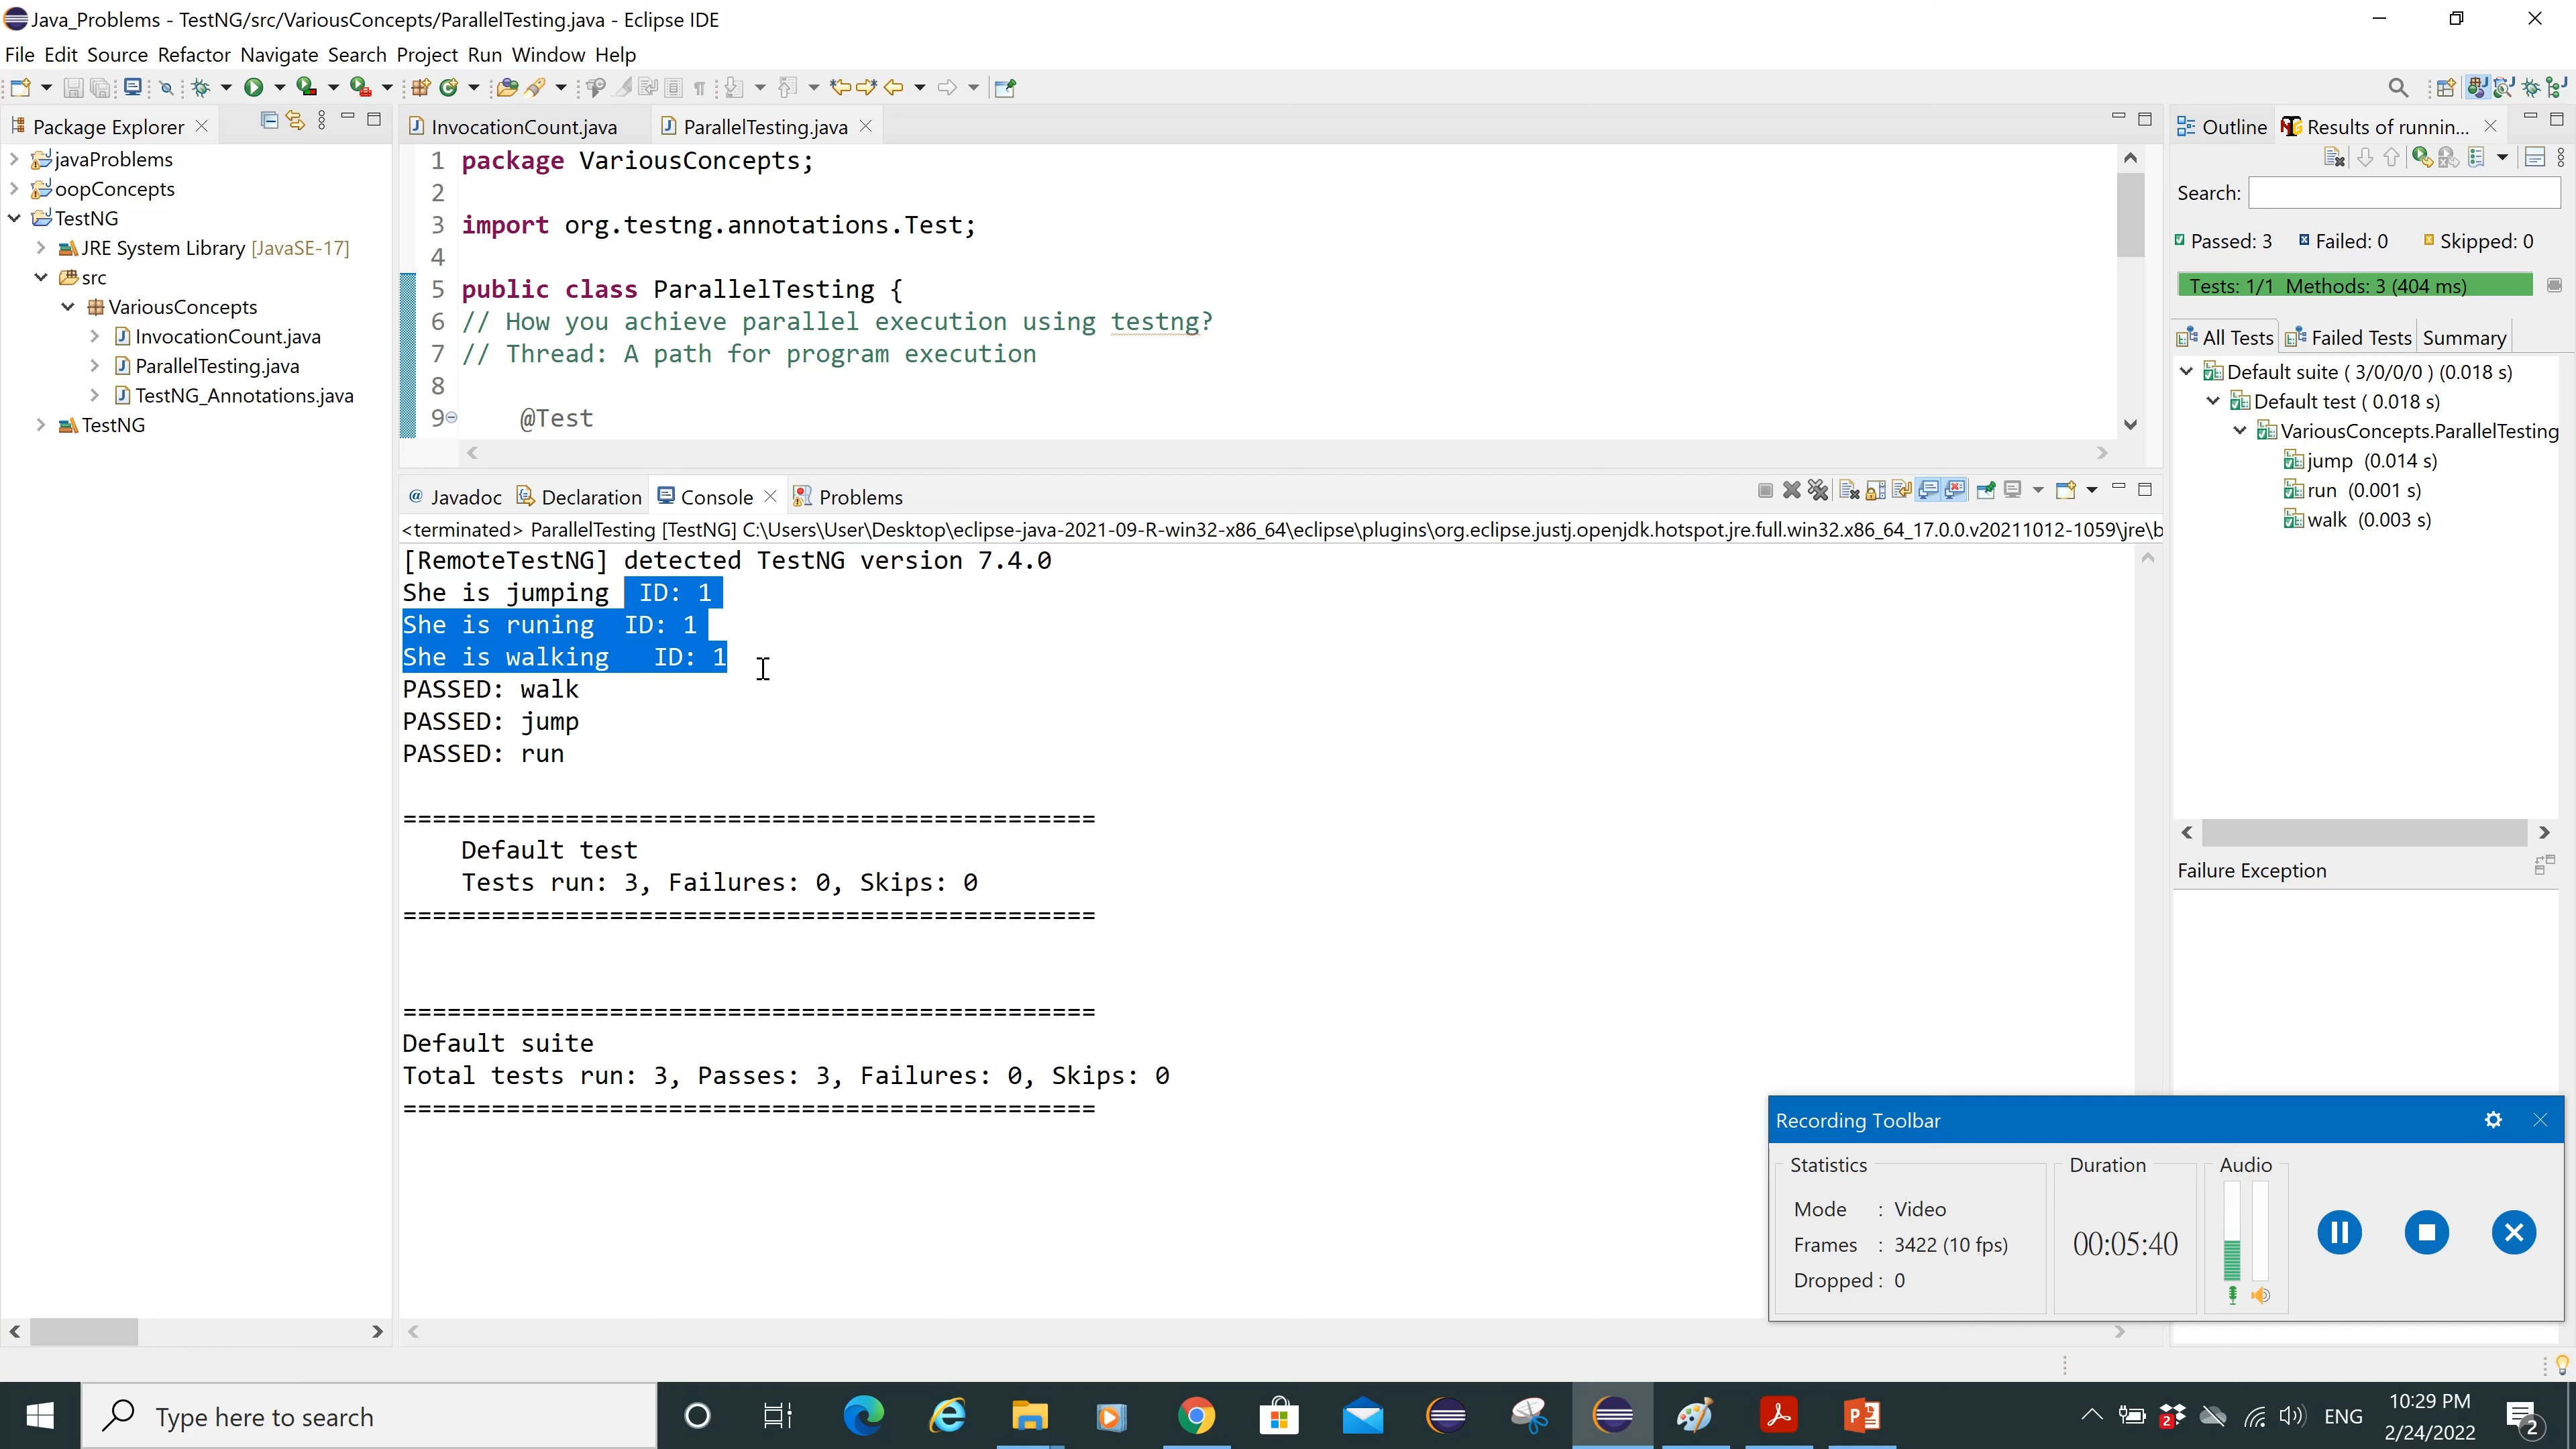 Java_Problems - TestNG/src/VariousConcepts/ParallelTesting.java - Eclipse IDE
File Edit Source Refactor Navigate Search Project Run Window Help
Package Explorer
javaProblems
oopConcepts
TestNG
JRE System Library [JavaSE-17]
src
VariousConcepts
InvocationCount.java
ParallelTesting.java
TestNG_Annotations.java
TestNG
InvocationCount.java ParallelTesting.java
1 package VariousConcepts;
2
3 import org.testng.annotations.Test;
4
5 public class ParallelTesting {
6 // How you achieve parallel execution using testng?
7 // Thread: A path for program execution
8
9 @Test
@ Javadoc Declaration Console Problems
<terminated> ParallelTesting [TestNG] C:\Users\User\Desktop\eclipse-java-2021-09-R-win32-x86_64\eclipse\plugins\org.eclipse.justj.openjdk.hotspot.jre.full.win32.x86_64_17.0.0.v20211012-1059\jre\b
[RemoteTestNG] detected TestNG version 7.4.0
She is jumping  ID: 1
She is runing  ID: 1
She is walking   ID: 1
PASSED: walk
PASSED: jump
PASSED: run
===============================================
Default test
Tests run: 3, Failures: 0, Skips: 0
===============================================
===============================================
Default suite
Total tests run: 3, Passes: 3, Failures: 0, Skips: 0
===============================================
Outline Results of runnin...
Search:
Passed: 3 Failed: 0 Skipped: 0
Tests: 1/1 Methods: 3 (404 ms)
All Tests Failed Tests Summary
Default suite ( 3/0/0/0 ) (0.018 s)
Default test ( 0.018 s)
VariousConcepts.ParallelTesting
jump (0.014 s)
run (0.001 s)
walk (0.003 s)
Failure Exception
Recording Toolbar
Statistics
Mode : Video
Frames : 3422 (10 fps)
Dropped : 0
Duration
00:05:40
Audio
Type here to search
2
ENG
10:29 PM
2/24/2022
2